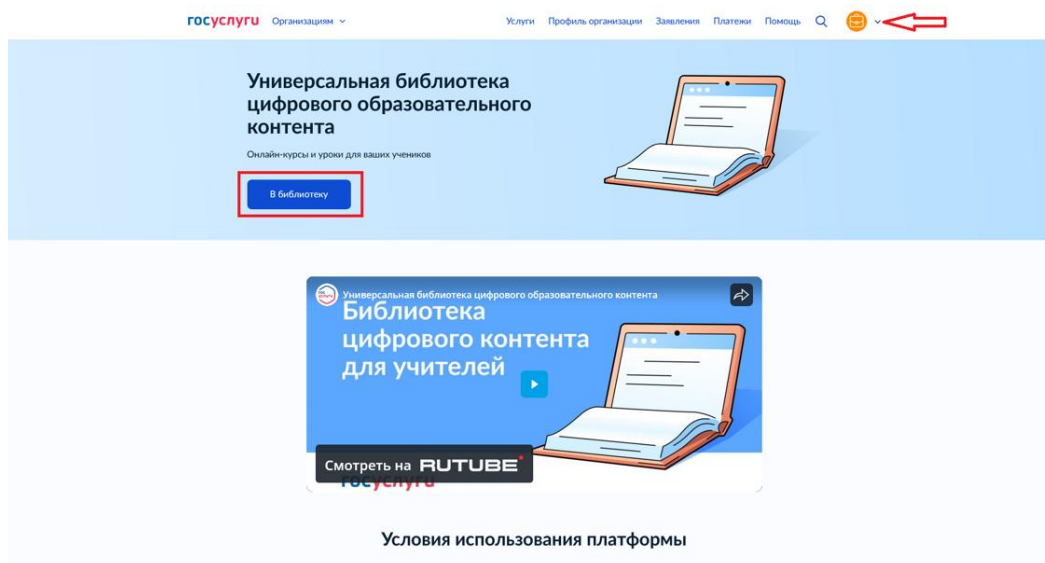 госуслуги Организациям Услуги Профиль организации Заявления Платежи Помощь
Универсальная библиотека
цифрового образовательного
контента
Онлайн-курсы и уроки для ваших учеников
В библиотеку
Универсальная библиотека цифрового образовательного контента
Библиотека
цифрового контента
для учителей
Смотреть на RUTUBE
госуслуги
Условия использования платформы